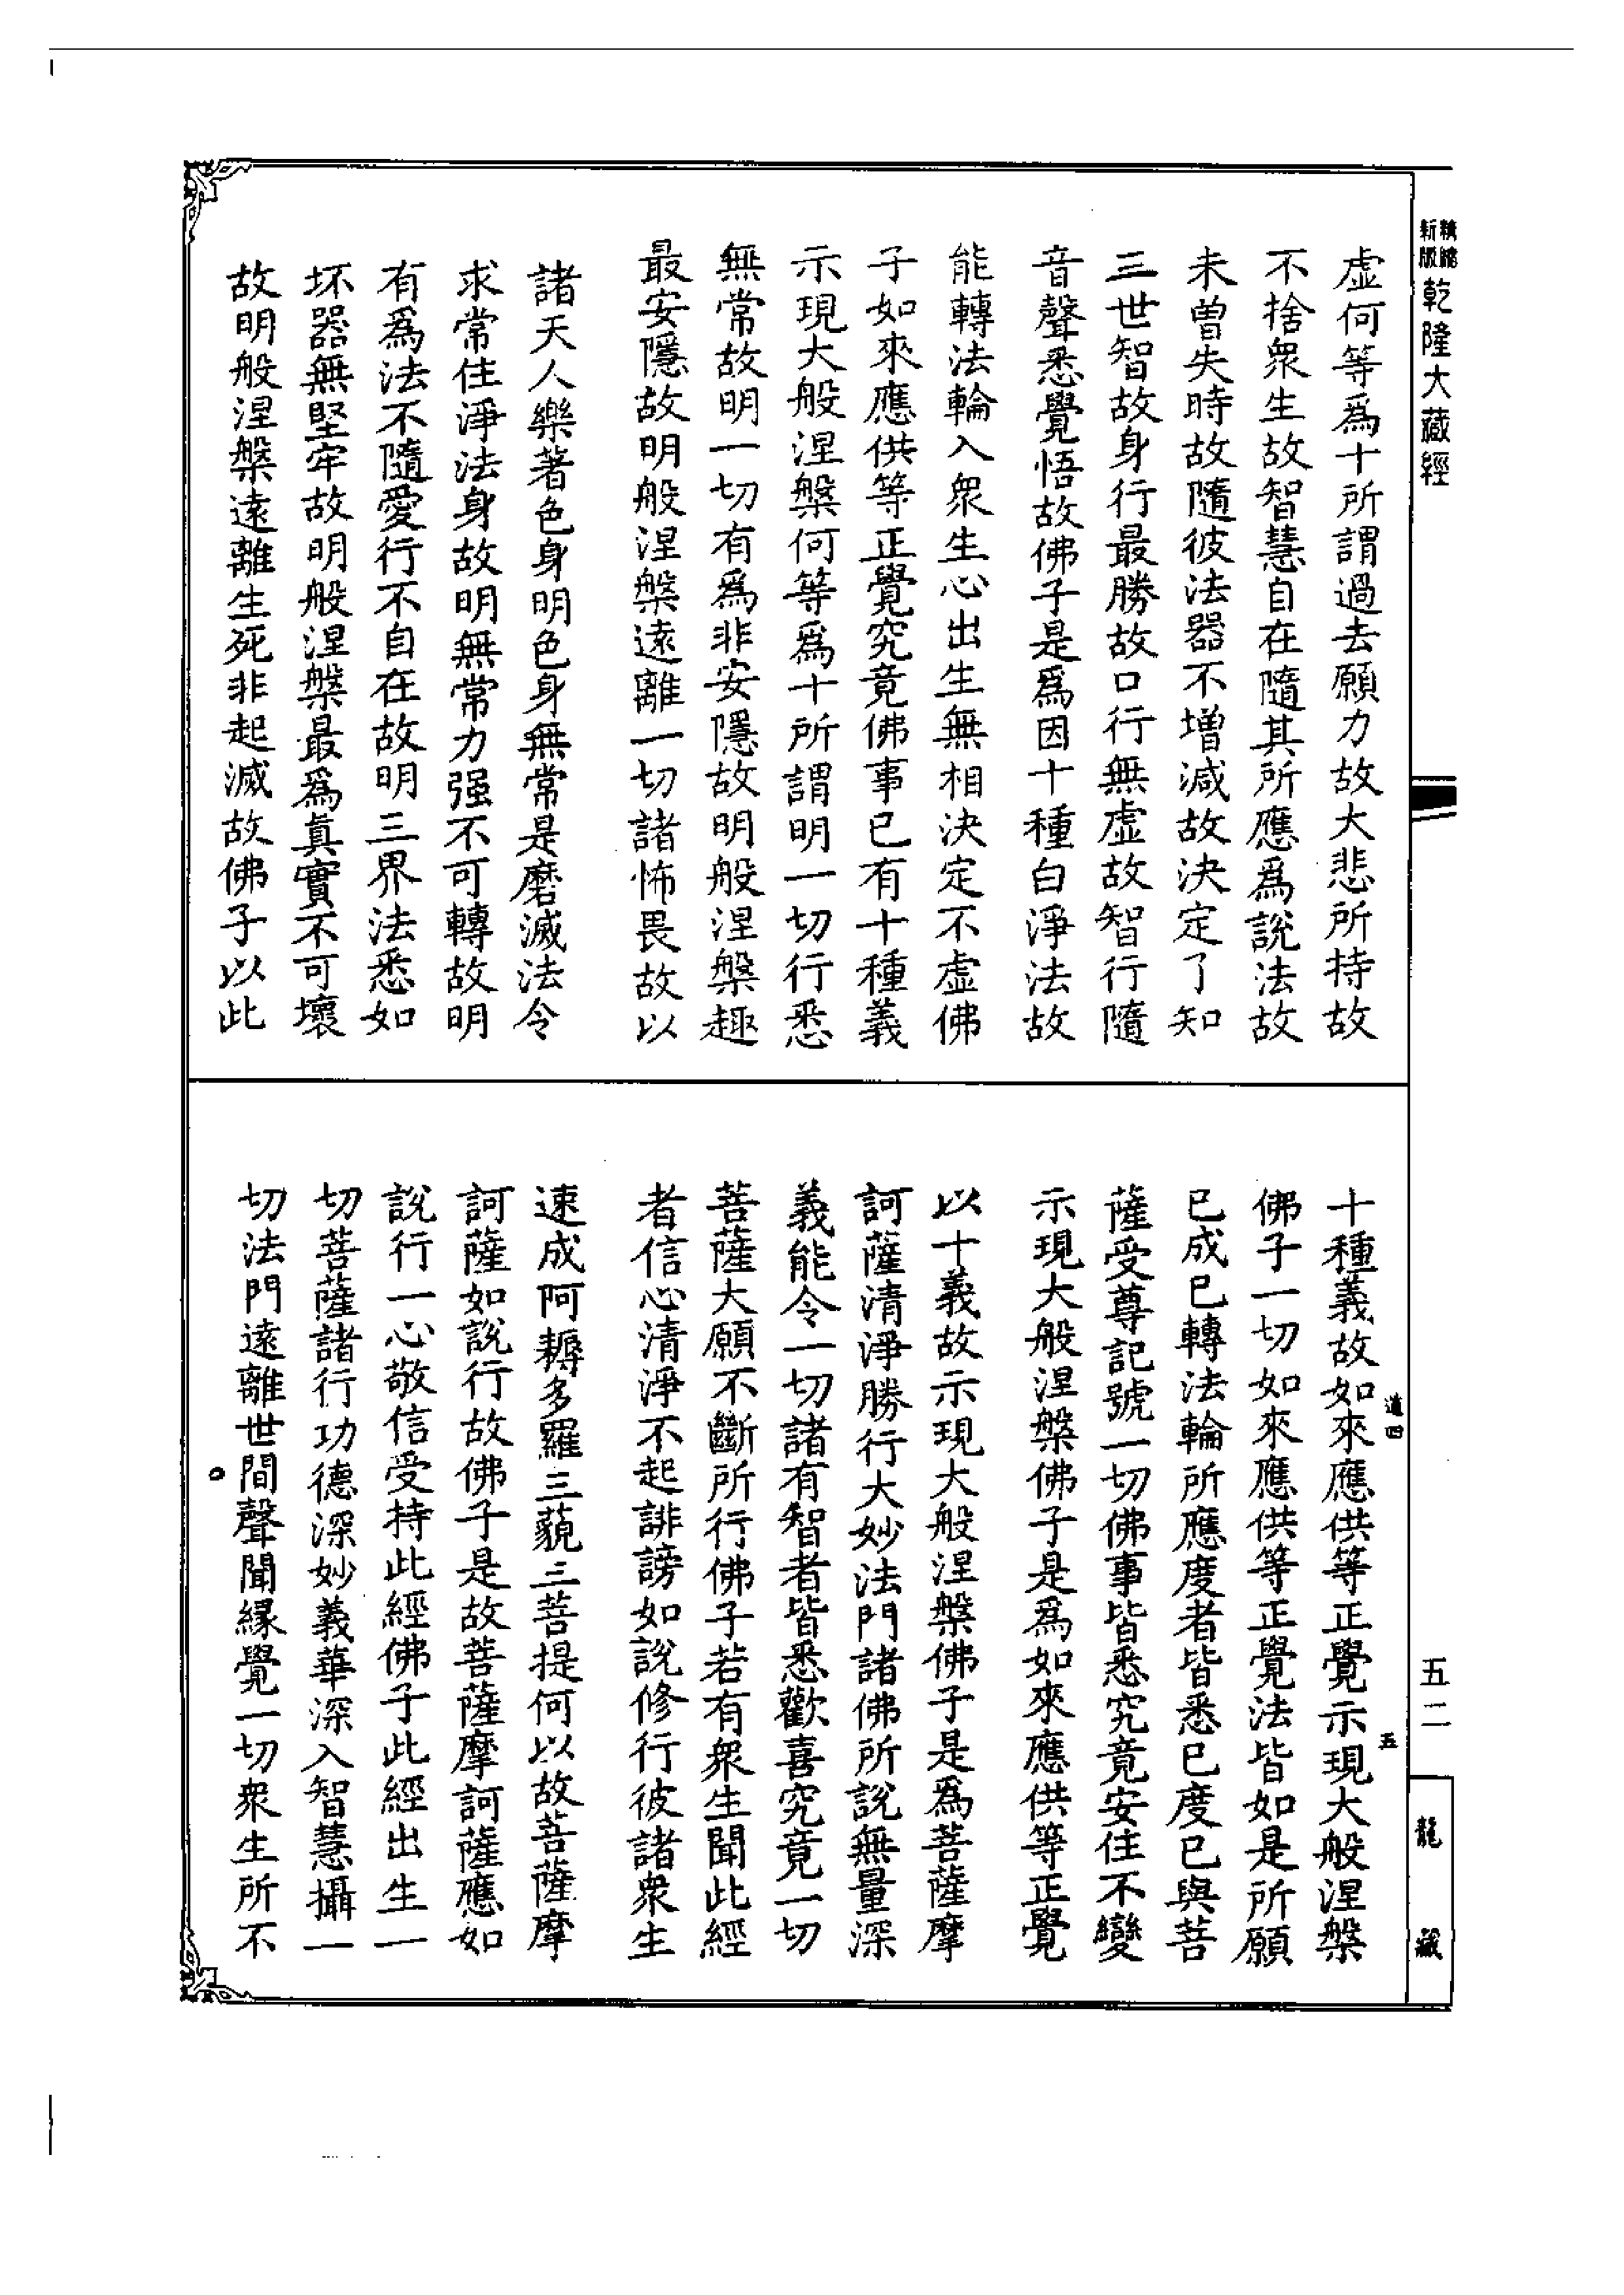 新版
精縮
乾隆大藏經
虛何等爲十所謂過去願力故大悲所持故
不捨衆生故智慧自在隨其所應爲說法故
未曾失時故隨彼法器不增減故決定了知
三世智故身行最勝故口行無虛故智行隨
音聲悉覺悟故佛子是爲因十種白淨法故
能轉法輪入衆生心出生無相決定不虛佛
子如來應供等正覺究竟佛事已有十種義
示現大般涅槃何等爲十所謂明一切行悉
無常故明一切有爲非安隱故明般涅槃趣
最安隱故明般涅槃遠離一切諸怖畏故以
諸天人樂著色身明色身無常是磨滅法令
求常住淨法身故明無常力强不可轉故明
有爲法不隨愛行不自在故明三界法悉如
坏器無堅牢故明般涅槃最爲眞實不可壞
故明般涅槃遠離生死非起滅故佛子以此
十種義故如來應供等正覺示現大般涅槃
佛子一切如來應供等正覺法皆如是所願
已成已轉法輪所應度者皆悉已度已與菩
薩受尊記號一切佛事皆悉究竟安住不變
示現大般涅槃佛子是爲如來應供等正覺
以十義故示現大般涅槃佛子是爲菩薩摩
訶薩清淨勝行大妙法門諸佛所說無量深
義能令一切諸有智者皆悉歡喜究竟一切
菩薩大願不斷所行佛子若有衆生聞此經
者信心清淨不起誹謗如說修行彼諸衆生
速成阿耨多羅三藐三菩提何以故菩薩摩
訶薩如說行故佛子是故菩薩摩訶薩應如
說行一心敬信受持此經佛子此經出生一
切菩薩諸行功德深妙義華深入智慧攝一
切法門遠離世間聲聞緣覺一切衆生所不
道四
五
五二
龍藏